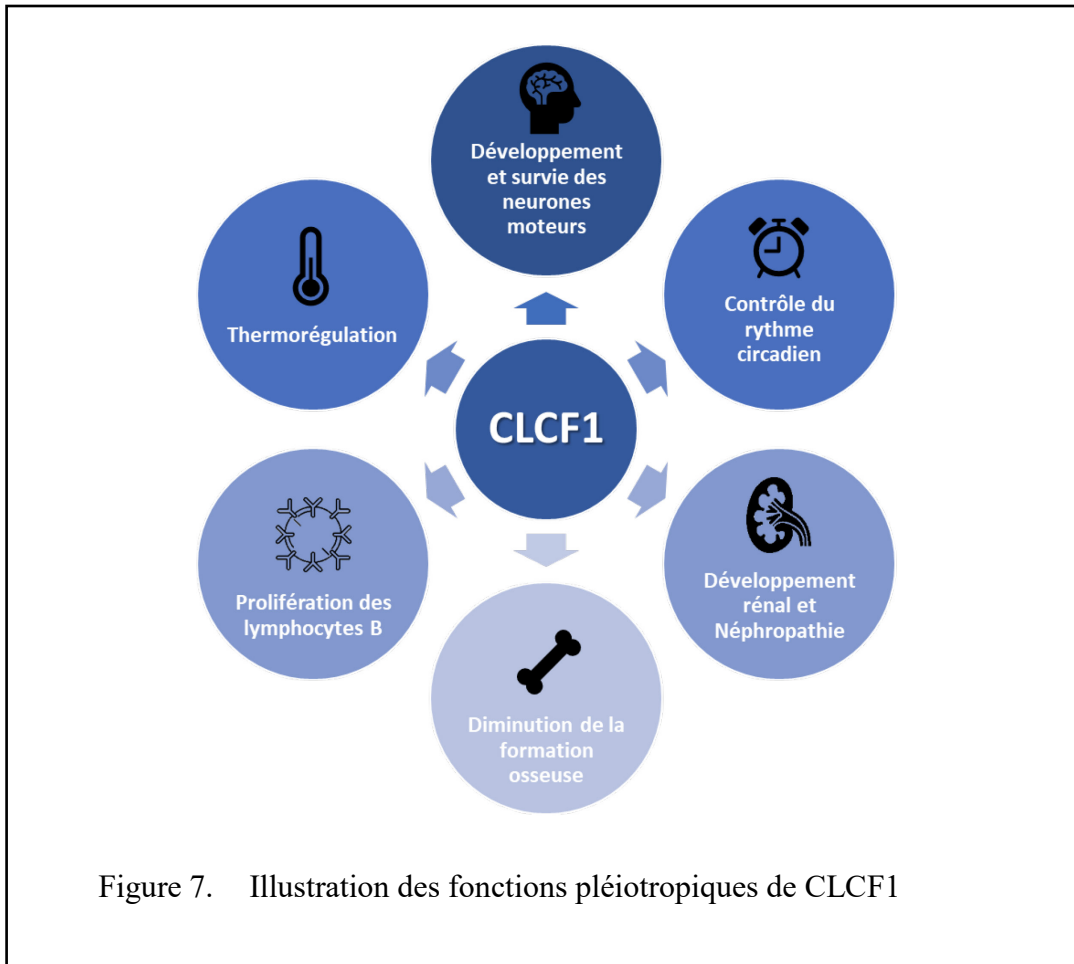 Développement
et survie des
neurones
moteurs
Contrôle du
rythme
circadien
Thermorégulation
CLCF1
Développement
rénal et
Néphropathie
Prolifération des
lymphocytes B
Diminution de la
formation
osseuse
Figure 7. Illustration des fonctions pléiotropiques de CLCF1